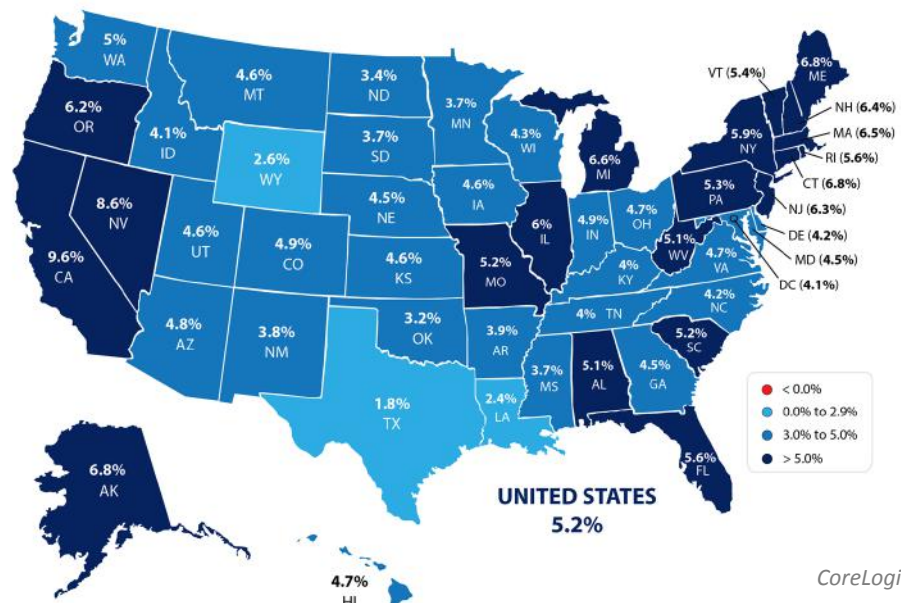 5%
WA
4.6%
MT
3.4%
ND
3.7%
MN
6.2%
OR
4.1%
ID
2.6%
WY
3.7%
SD
4.3%
WI
6.6%
MI
5.9%
NY
6.8%
ME
VT (5.4%)
NH (6.4%)
MA (6.5%)
RI (5.6%)
CT (6.8%)
NJ (6.3%)
DE (4.2%)
MD (4.5%)
DC (4.1%)
9.6%
CA
8.6%
NV
4.6%
UT
4.9%
CO
4.5%
NE
4.6%
KS
4.6%
IA
5.2%
MO
6%
IL
4.9%
IN
4.7%
OH
5.3%
PA
5.1%
WV
4.7%
VA
4%
KY
4% TN
4.2%
NC
4.8%
AZ
3.8%
NM
3.2%
OK
3.9%
AR
3.7%
MS
5.1%
AL
4.5%
GA
5.2%
SC
1.8%
TX
2.4%
LA
5.6%
FL
6.8%
AK
4.7%
HI
< 0.0%
0.0% to 2.9%
3.0% to 5.0%
> 5.0%
UNITED STATES
5.2%
CoreLogi